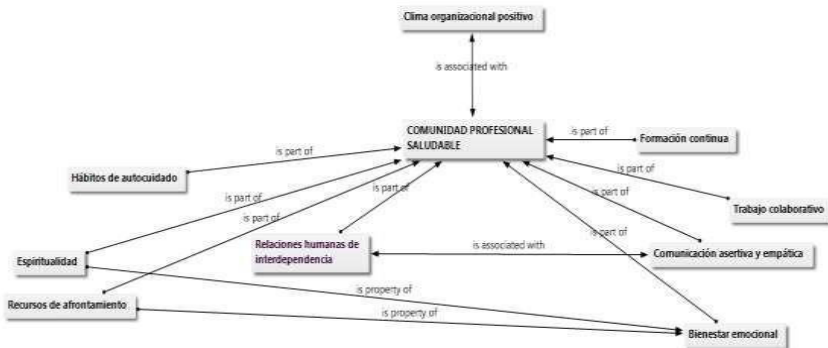 Clima organizacional positivo
is associated with
COMUNIDAD PROFESIONAL
SALUDABLE
is part of
Formación continua
is part of
Hábitos de autocuidado
is part of
is part of
is part of
is part of
Trabajo colaborativo
is part of
is part of
Relaciones humanas de
interdependencia
is associated with
Comunicación asertiva y empática
Espiritualidad
is property of
Recursos de afrontamiento
is property of
Bienestar emocional